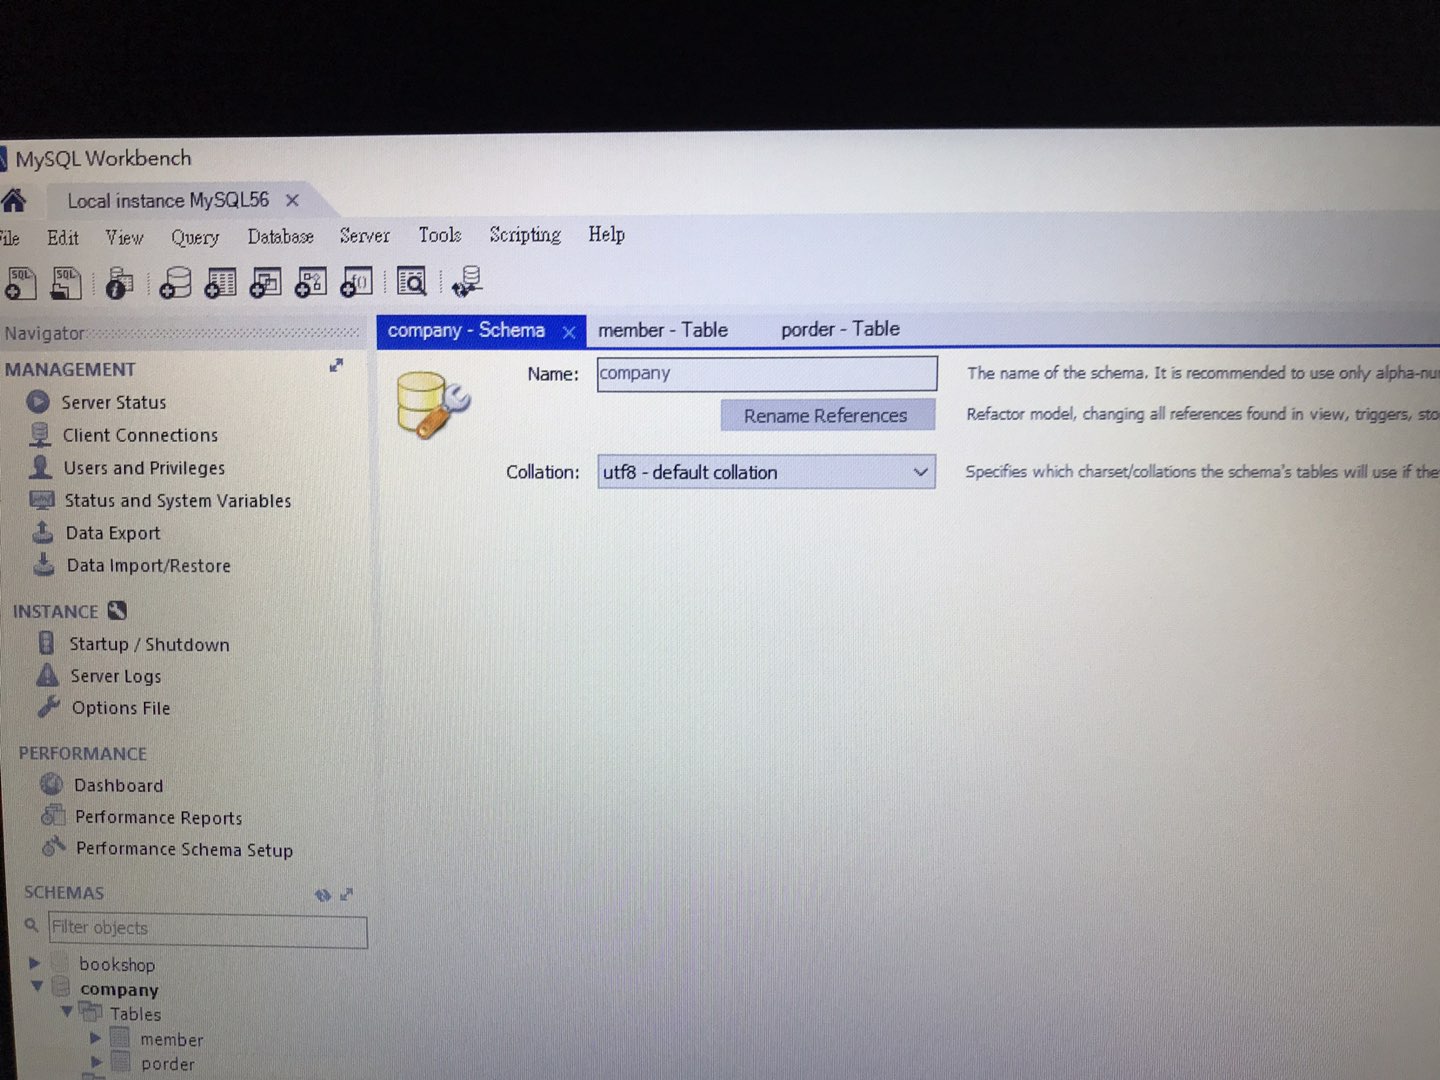 MySQL Workbench
Local instance MySQL56
File Edit View Query Database Server Tools Scripting Help
SQL SQL
Navigator
company - Schema member - Table porder - Table
MANAGEMENT
Server Status
Client Connections
Users and Privileges
Status and System Variables
Data Export
Data Import/Restore
INSTANCE
Startup / Shutdown
Server Logs
Options File
PERFORMANCE
Dashboard
Performance Reports
Performance Schema Setup
SCHEMAS
Filter objects
bookshop
company
Tables
member
porder
Name: company The name of the schema. It is recommended to use only alpha-nu
Rename References Refactor model, changing all references found in view, triggers, sto
Collation: utf8 - default collation Specifies which charset/collations the schema's tables will use if the